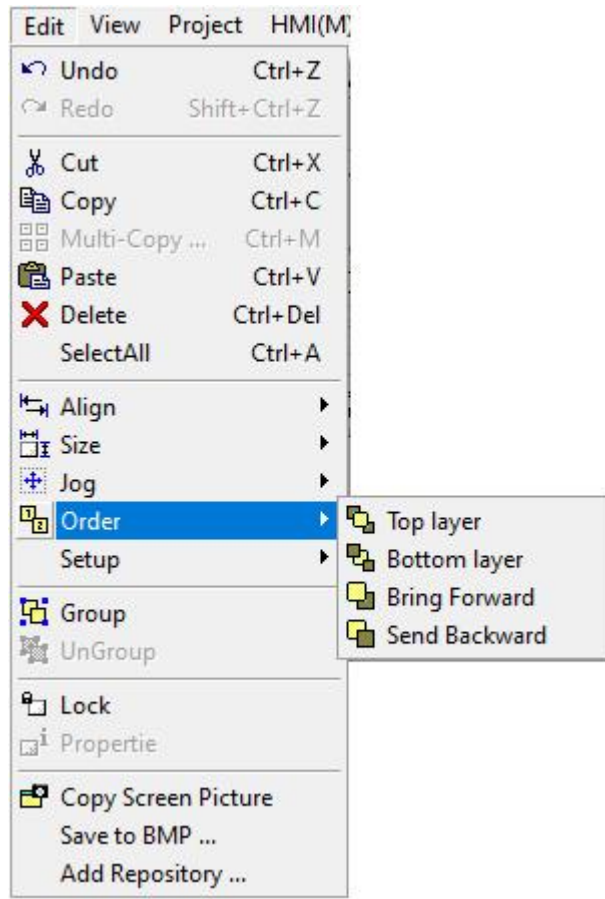 Edit View Project HMI(M)
Undo Ctrl+Z
Redo Shift+Ctrl+Z
Cut Ctrl+X
Copy Ctrl+C
Multi-Copy ... Ctrl+M
Paste Ctrl+V
Delete Ctrl+Del
SelectAll Ctrl+A
Align
Size
Jog
Order
Top layer
Setup
Bottom layer
Bring Forward
Group
Send Backward
UnGroup
Lock
Propertie
Copy Screen Picture
Save to BMP ...
Add Repository ...